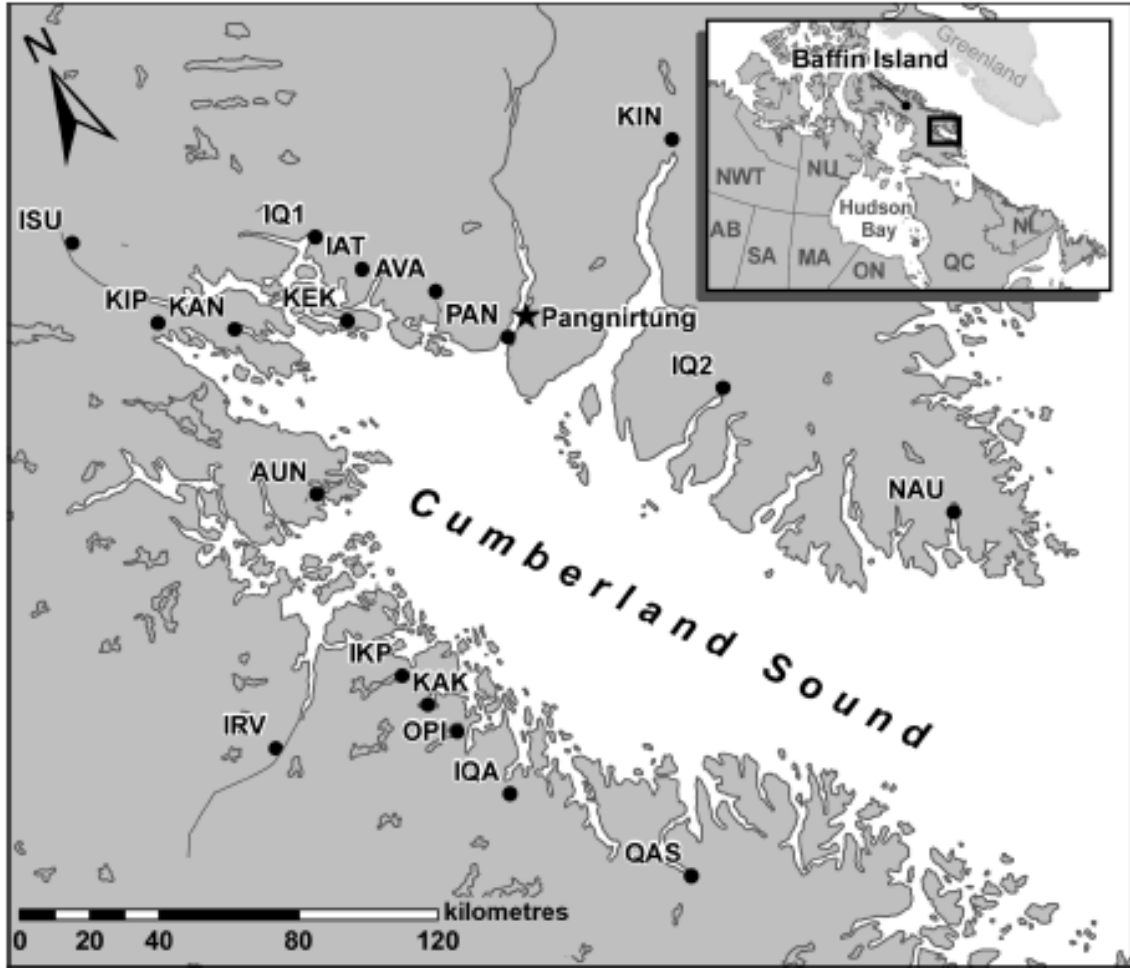 N
Greenland
Baffin Island
NWT
NU
Hudson
Bay
AB
SA
MA
ON
QC
NL
KIN
ISU
IQ1
IAT
AVA
KIP
KAN
KEK
PAN
Pangnirtung
IQ2
AUN
NAU
Cumberland Sound
IKP
KAK
IRV
OPI
IQA
QAS
kilometres
0 20 40 80 120